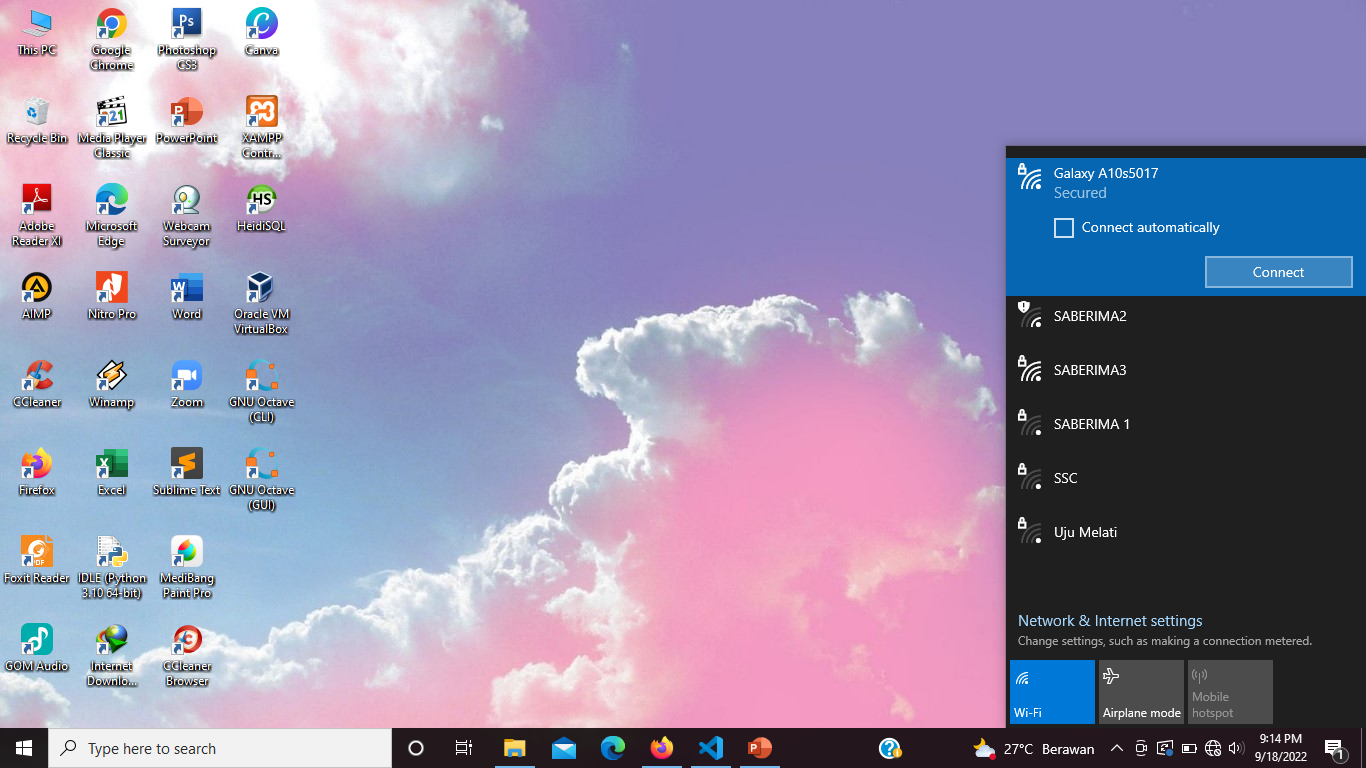 This PC
Google
Chrome
Photoshop
CS3
Canva
Recycle Bin
Media Player
Classic
PowerPoint
XAMPP
Contr...
Adobe
Reader XI
Microsoft
Edge
Webcam
Surveyor
HeidiSQL
AIMP
Nitro Pro
Word
Oracle VM
VirtualBox
CCleaner
Winamp
Zoom
GNU Octave
(CLI)
Firefox
Excel
Sublime Text
GNU Octave
(GUI)
Foxit Reader
IDLE (Python
3.10 64-bit)
MediBang
Paint Pro
GOM Audio
Internet
Downlo...
CCleaner
Browser
Galaxy A10s5017
Secured
Connect automatically
Connect
SABERIMA2
SABERIMA3
SABERIMA 1
SSC
Uju Melati
Network & Internet settings
Change settings, such as making a connection metered.
Wi-Fi
Airplane mode
Mobile
hotspot
Type here to search
27°C Berawan
9:14 PM
9/18/2022
1